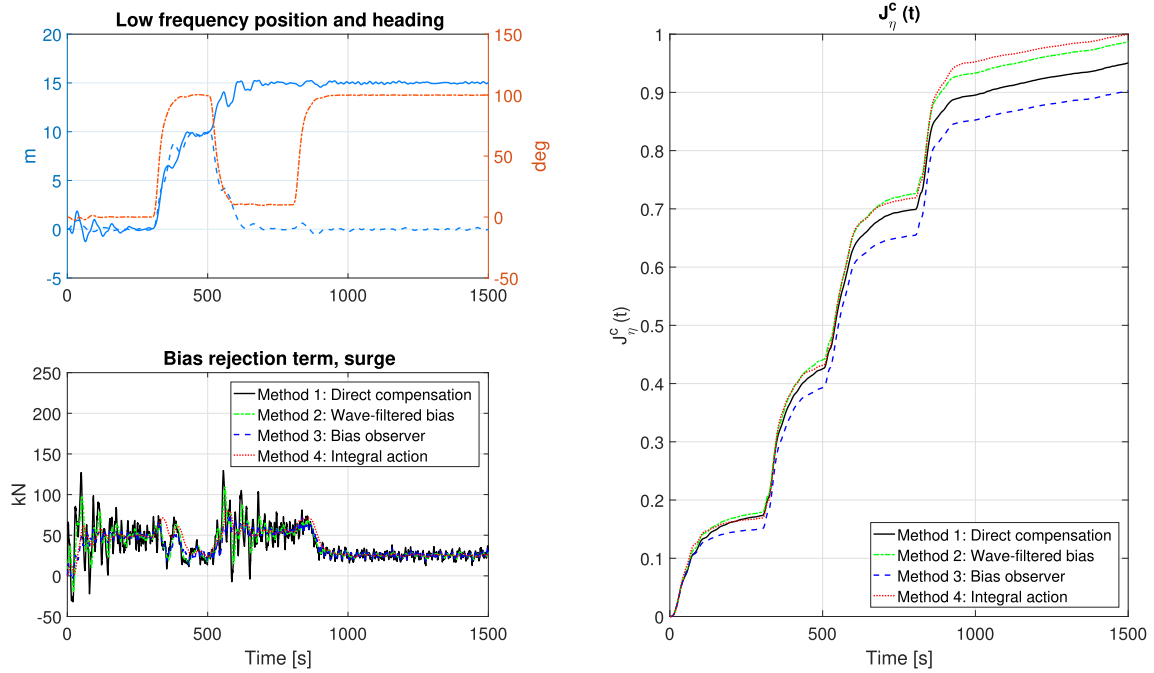 Low frequency position and heading
20
15
10
5
0
-5
m
150
100
50
0
-50
deg
0
500
1000
1500
Bias rejection term, surge
250
200
150
100
50
0
-50
kN
Method 1: Direct compensation
Method 2: Wave-filtered bias
Method 3: Bias observer
Method 4: Integral action
0
500
1000
1500
Time [s]
J_η^c (t)
1
0.9
0.8
0.7
0.6
0.5
0.4
0.3
0.2
0.1
0
J_η^c (t)
Method 1: Direct compensation
Method 2: Wave-filtered bias
Method 3: Bias observer
Method 4: Integral action
0
500
1000
1500
Time [s]